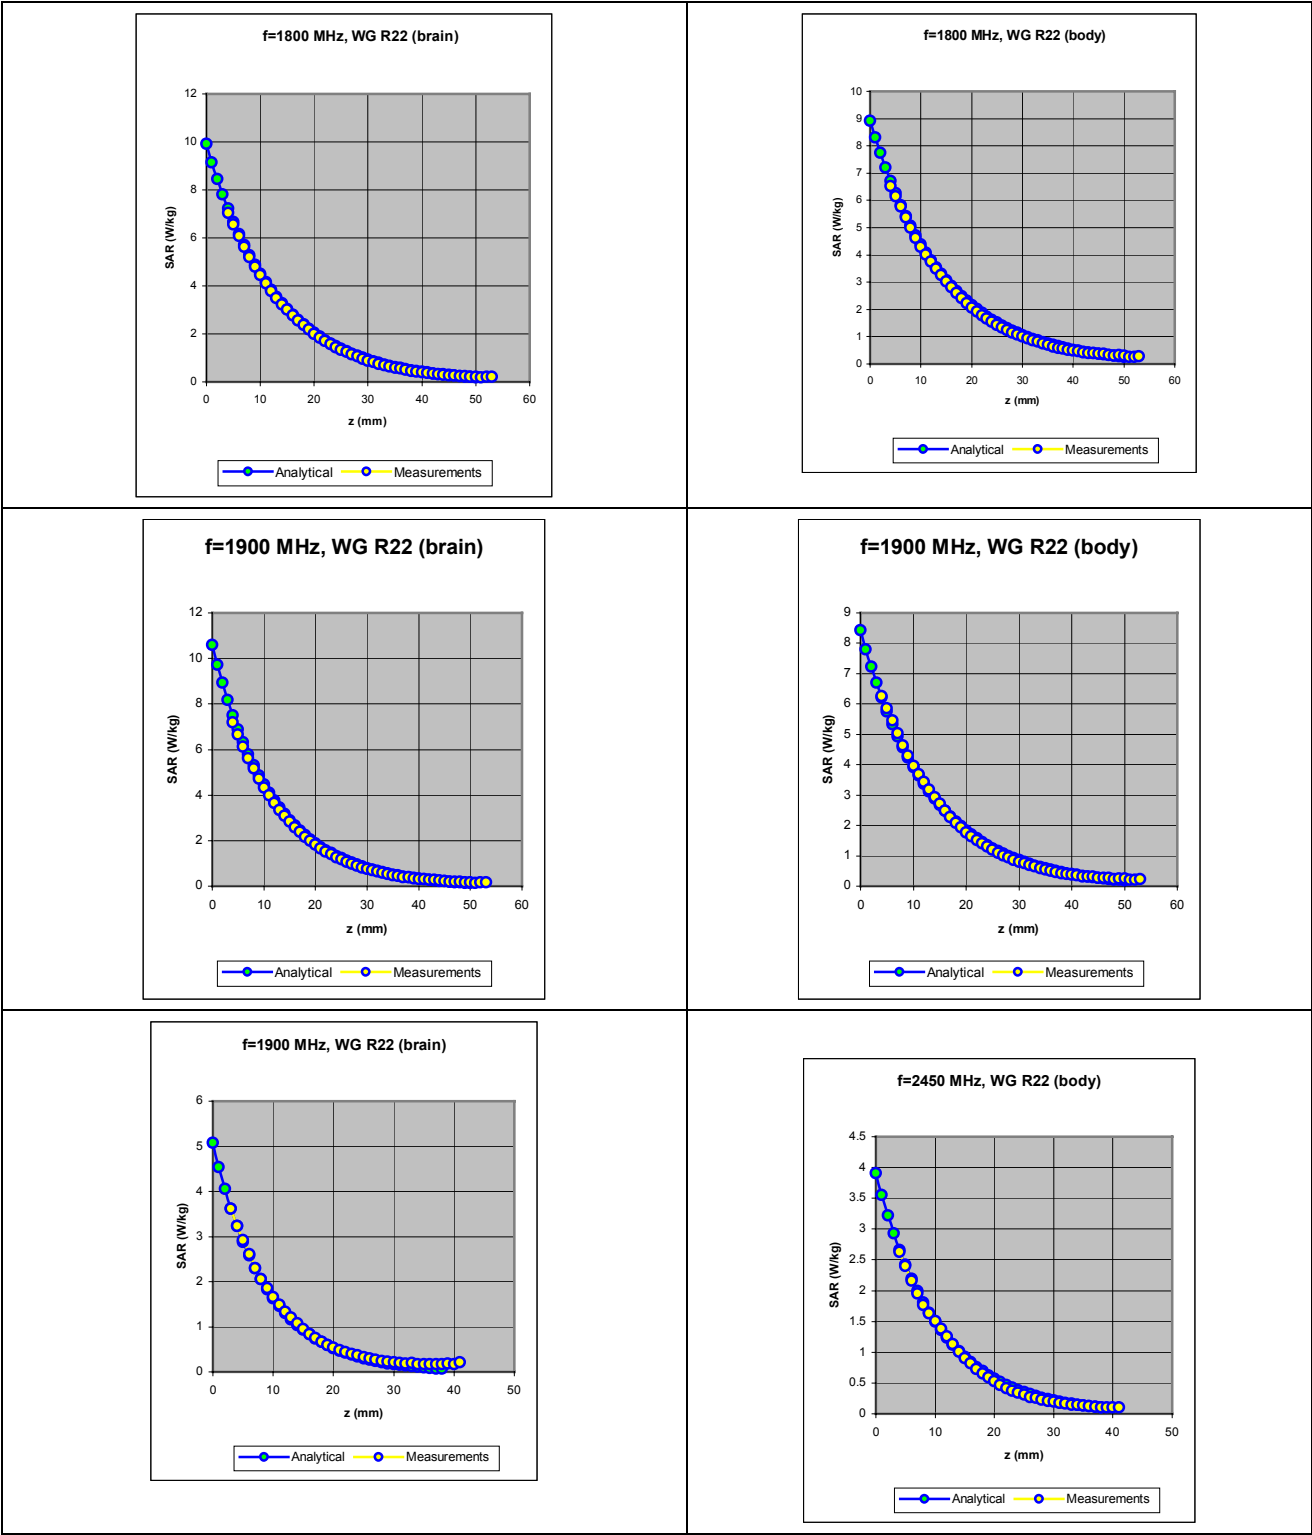 f=1800 MHz, WG R22 (brain)
12
10
8
6
4
2
0
SAR (W/kg)
0 10 20 30 40 50 60
z (mm)
Analytical Measurements
f=1800 MHz, WG R22 (body)
10
9
8
7
6
5
4
3
2
1
0
SAR (W/kg)
0 10 20 30 40 50 60
z (mm)
Analytical Measurements
f=1900 MHz, WG R22 (brain)
12
10
8
6
4
2
0
SAR (W/kg)
0 10 20 30 40 50 60
z (mm)
Analytical Measurements
f=1900 MHz, WG R22 (body)
9
8
7
6
5
4
3
2
1
0
SAR (W/kg)
0 10 20 30 40 50 60
z (mm)
Analytical Measurements
f=1900 MHz, WG R22 (brain)
6
5
4
3
2
1
0
SAR (W/kg)
0 10 20 30 40 50
z (mm)
Analytical Measurements
f=2450 MHz, WG R22 (body)
4.5
4
3.5
3
2.5
2
1.5
1
0.5
0
SAR (W/kg)
0 10 20 30 40 50
z (mm)
Analytical Measurements